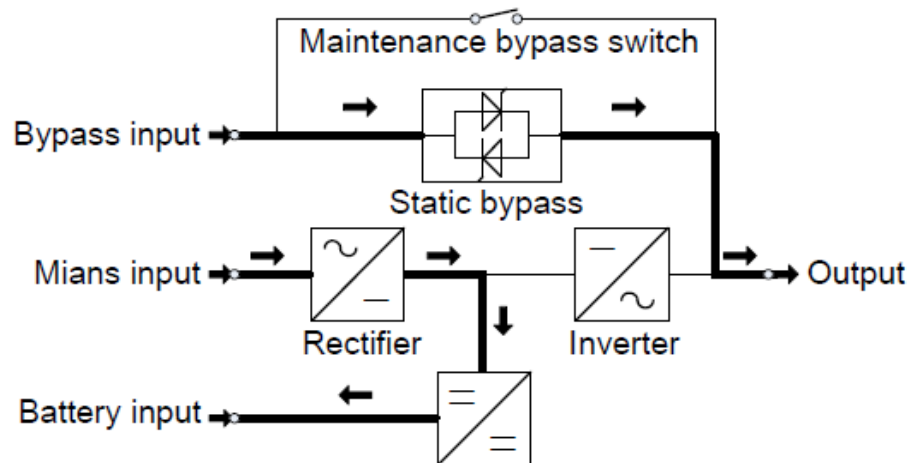 Maintenance bypass switch
Bypass input
Static bypass
Mians input
Output
Rectifier
Inverter
Battery input